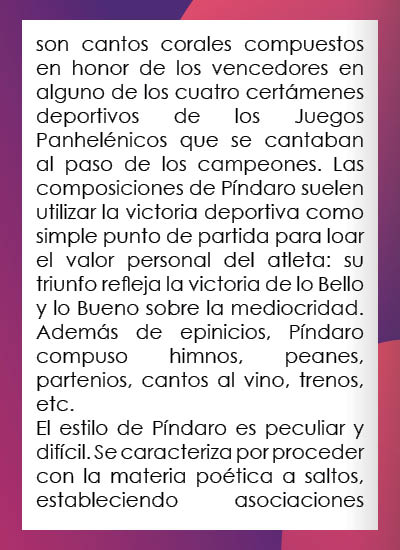 son cantos corales compuestos
en honor de los vencedores en
alguno de los cuatro certámenes
deportivos de los Juegos
Panhelénicos que se cantaban
al paso de los campeones. Las
composiciones de Píndaro suelen
utilizar la victoria deportiva como
simple punto de partida para loar
el valor personal del atleta: su
triunfo refleja la victoria de lo Bello
y lo Bueno sobre la mediocridad.
Además de epinicios, Píndaro
compuso himnos, peanes,
partenios, cantos al vino, trenos,
etc.
El estilo de Píndaro es peculiar y
difícil. Se caracteriza por proceder
con la materia poética a saltos,
estableciendo asociaciones